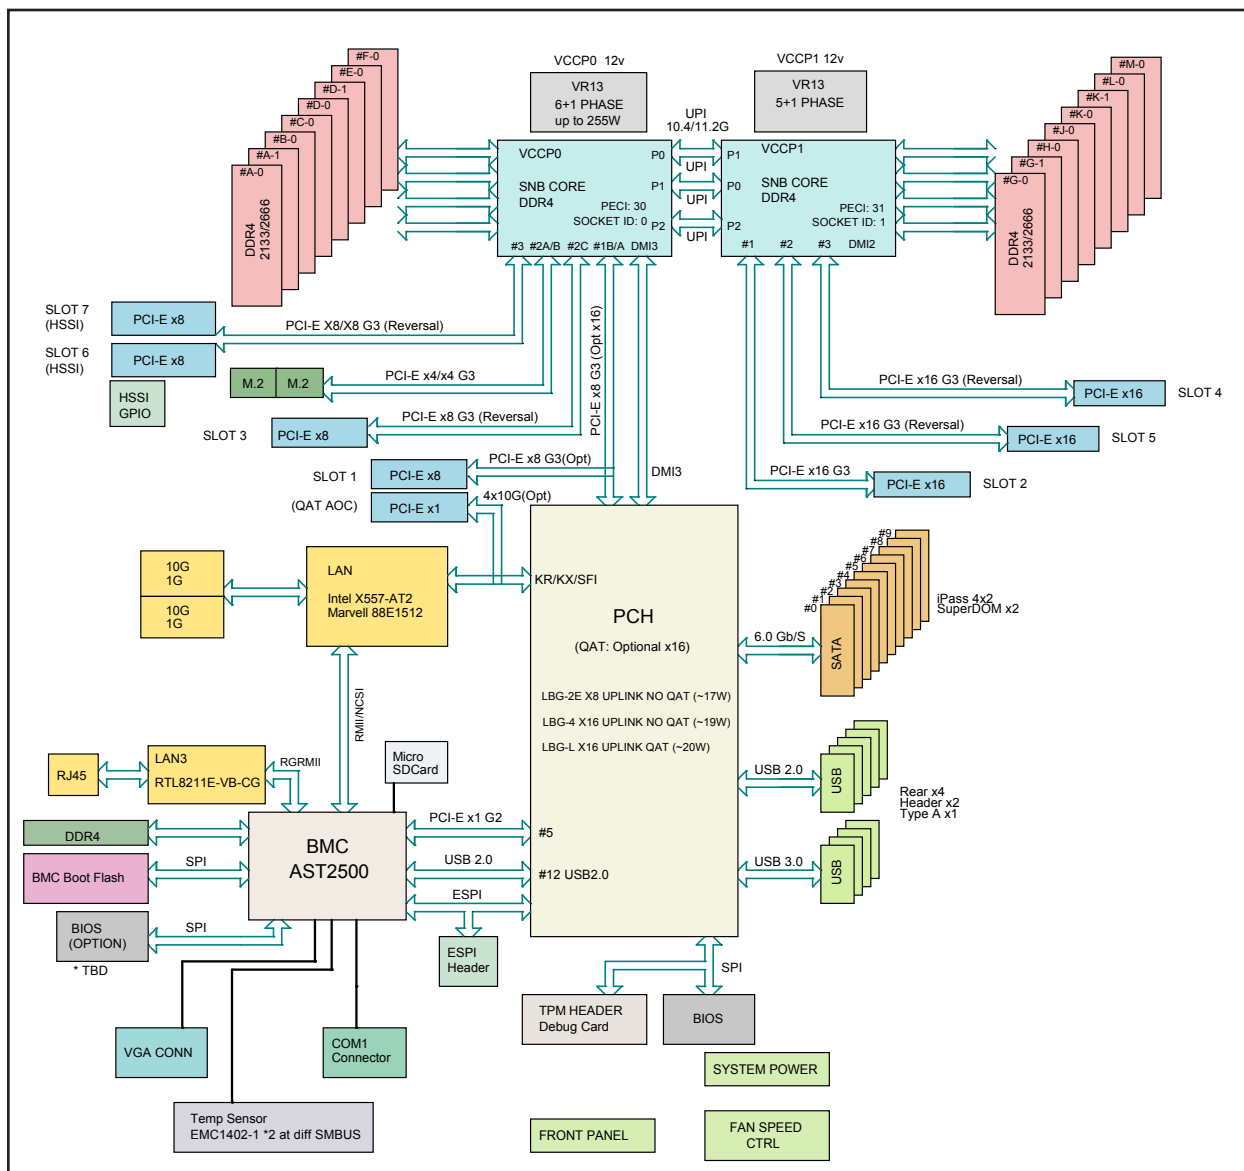 VCCP0 12v
VCCP1 12v
VR13
6+1 PHASE
up to 255W
VR13
5+1 PHASE
#F-0
#E-0
#D-1
#D-0
#C-0
#B-0
#A-1
#A-0
DDR4
2133/2666
#M-0
#L-0
#K-1
#K-0
#J-0
#H-0
#G-1
#G-0
DDR4
2133/2666
UPI
10.4/11.2G
UPI
UPI
UPI
VCCP0
P0
SNB CORE
DDR4
P1
PECI: 30
SOCKET ID: 0
P2
#3
#2A/B
#2C
#1B/A
DMI3
VCCP1
P1
P0
SNB CORE
DDR4
PECI: 31
SOCKET ID: 1
P2
#1
#2
#3
DMI2
SLOT 7
(HSSI)
PCI-E x8
PCI-E X8/X8 G3 (Reversal)
SLOT 6
(HSSI)
PCI-E x8
HSSI
GPIO
M.2
M.2
PCI-E x4/x4 G3
SLOT 3
PCI-E x8
PCI-E x8 G3 (Reversal)
PCI-E x8 G3 (Opt x16)
DMI3
SLOT 1
PCI-E x8
PCI-E x8 G3(Opt)
(QAT AOC)
PCI-E x1
4x10G(Opt)
PCI-E x16 G3 (Reversal)
PCI-E x16
SLOT 4
PCI-E x16 G3 (Reversal)
PCI-E x16
SLOT 5
PCI-E x16 G3
PCI-E x16
SLOT 2
10G
1G
10G
1G
LAN
Intel X557-AT2
Marvell 88E1512
KR/KX/SFI
PCH
(QAT: Optional x16)
LBG-2E X8 UPLINK NO QAT (~17W)
LBG-4 X16 UPLINK NO QAT (~19W)
LBG-L X16 UPLINK QAT (~20W)
6.0 Gb/S
#9
#8
#7
#6
#5
#4
#3
#2
#1
#0
SATA
iPass 4x2
SuperDOM x2
RMII/NCSI
RJ45
LAN3
RTL8211E-VB-CG
RGRMII
Micro
SDCard
USB 2.0
USB
Rear x4
Header x2
Type A x1
USB 3.0
USB
DDR4
BMC Boot Flash
SPI
BIOS
(OPTION)
SPI
* TBD
BMC
AST2500
PCI-E x1 G2
#5
USB 2.0
#12 USB2.0
ESPI
ESPI
Header
SPI
TPM HEADER
Debug Card
BIOS
VGA CONN
COM1
Connector
Temp Sensor
EMC1402-1 *2 at diff SMBUS
SYSTEM POWER
FRONT PANEL
FAN SPEED
CTRL